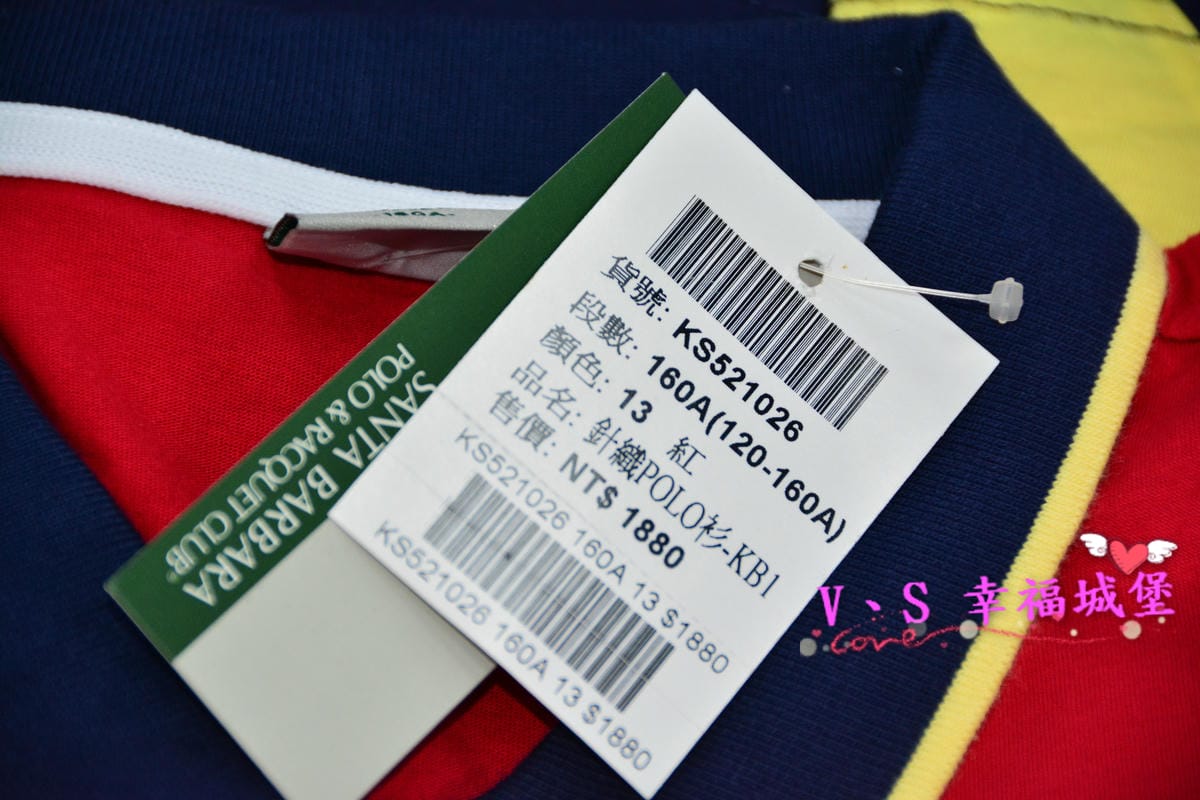 160A.
貨號: KS521026
段數: 160A(120-160A)
顏色: 13 紅
品名: 針織POLO衫-KB1
售價: NT$ 1880
KS521026 160A 13 $1880
KS521026 160A 13 $1880
SANTA BARBARA
POLO & RACQUET CLUB®
V、S 幸福城堡
Love